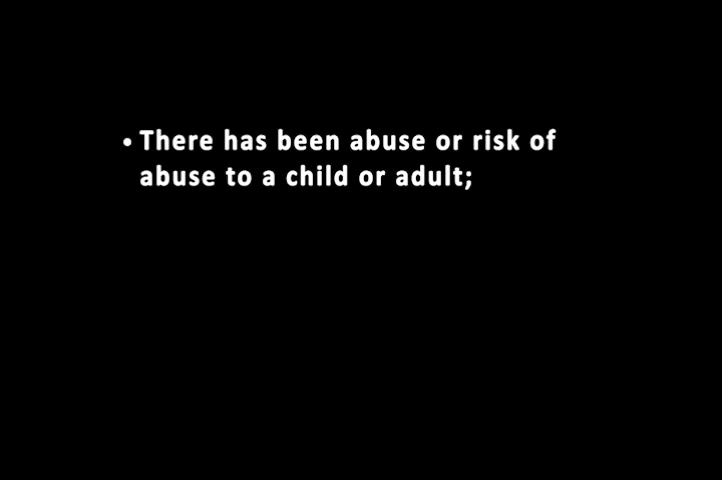 • There has been abuse or risk of
abuse to a child or adult;